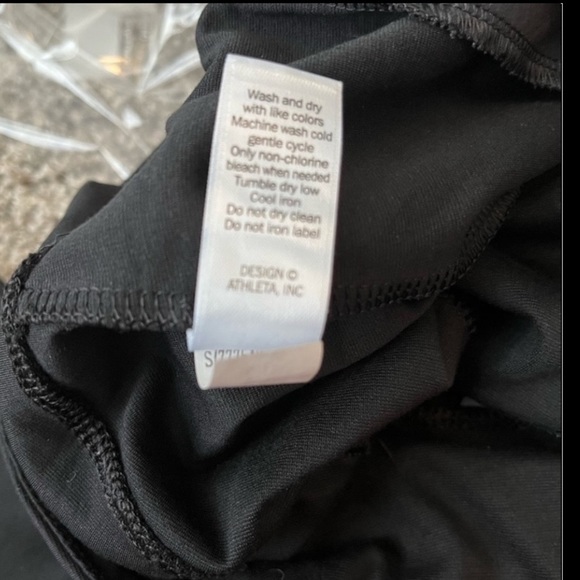 Wash and dry
with like colors
Machine wash cold
gentle cycle
Only non-chlorine
bleach when needed
Tumble dry low
Cool iron
Do not dry clean
Do not iron label
DESIGN ©
ATHLETA, INC